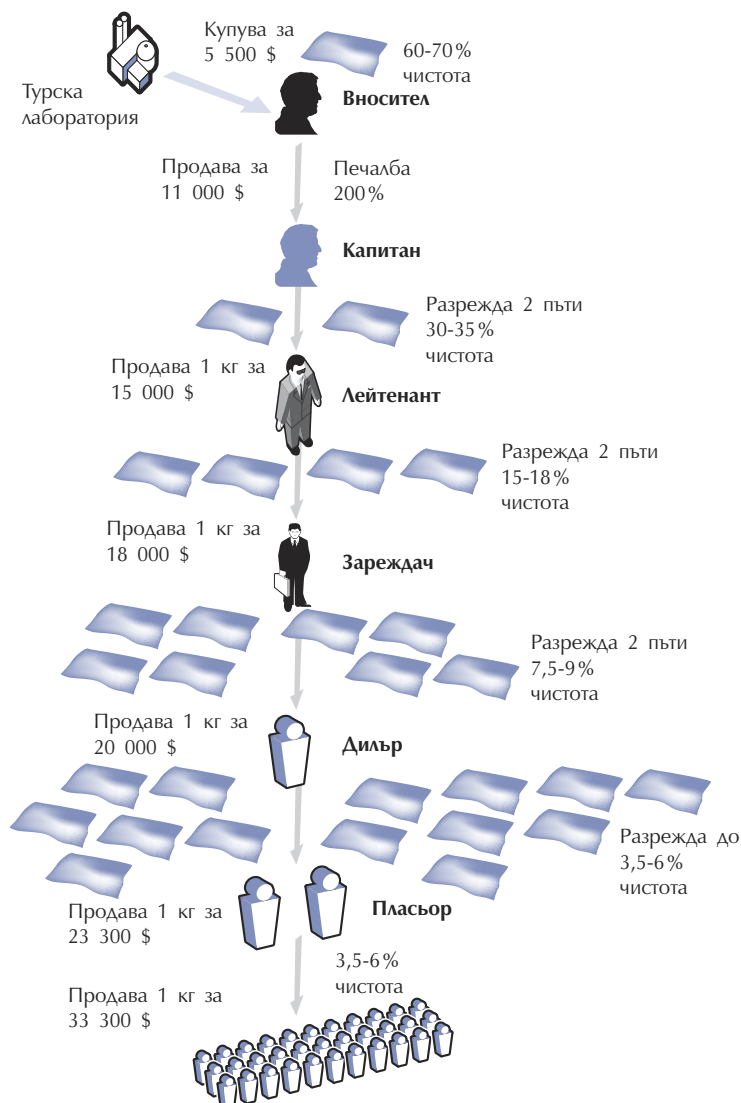 Купува за
5 500 $
60-70%
чистота
Турска
лаборатория
Вносител
Продава за
11 000 $
Печалба
200%
Капитан
Разрежда 2 пъти
30-35%
чистота
Продава 1 кг за
15 000 $
Лейтенант
Разрежда 2 пъти
15-18%
чистота
Продава 1 кг за
18 000 $
Зареждач
Разрежда 2 пъти
7,5-9%
чистота
Продава 1 кг за
20 000 $
Дилър
Разрежда до
3,5-6%
чистота
Продава 1 кг за
23 300 $
Пласьор
3,5-6%
чистота
Продава 1 кг за
33 300 $